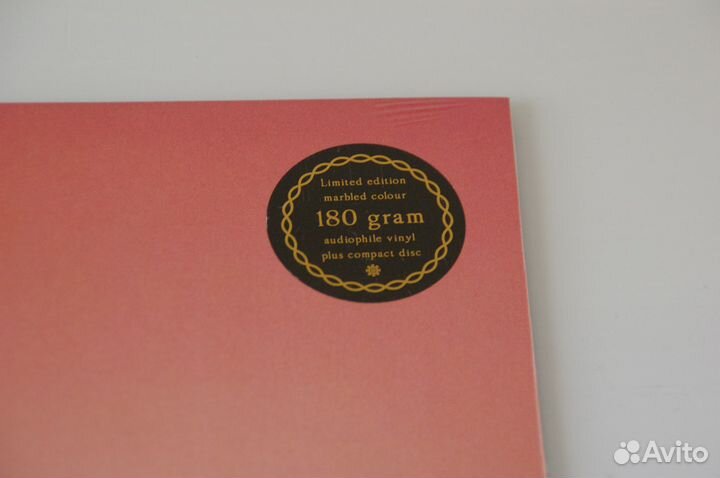 Limited edition
marbled colour
180 gram
audiophile vinyl
plus compact disc
Avito